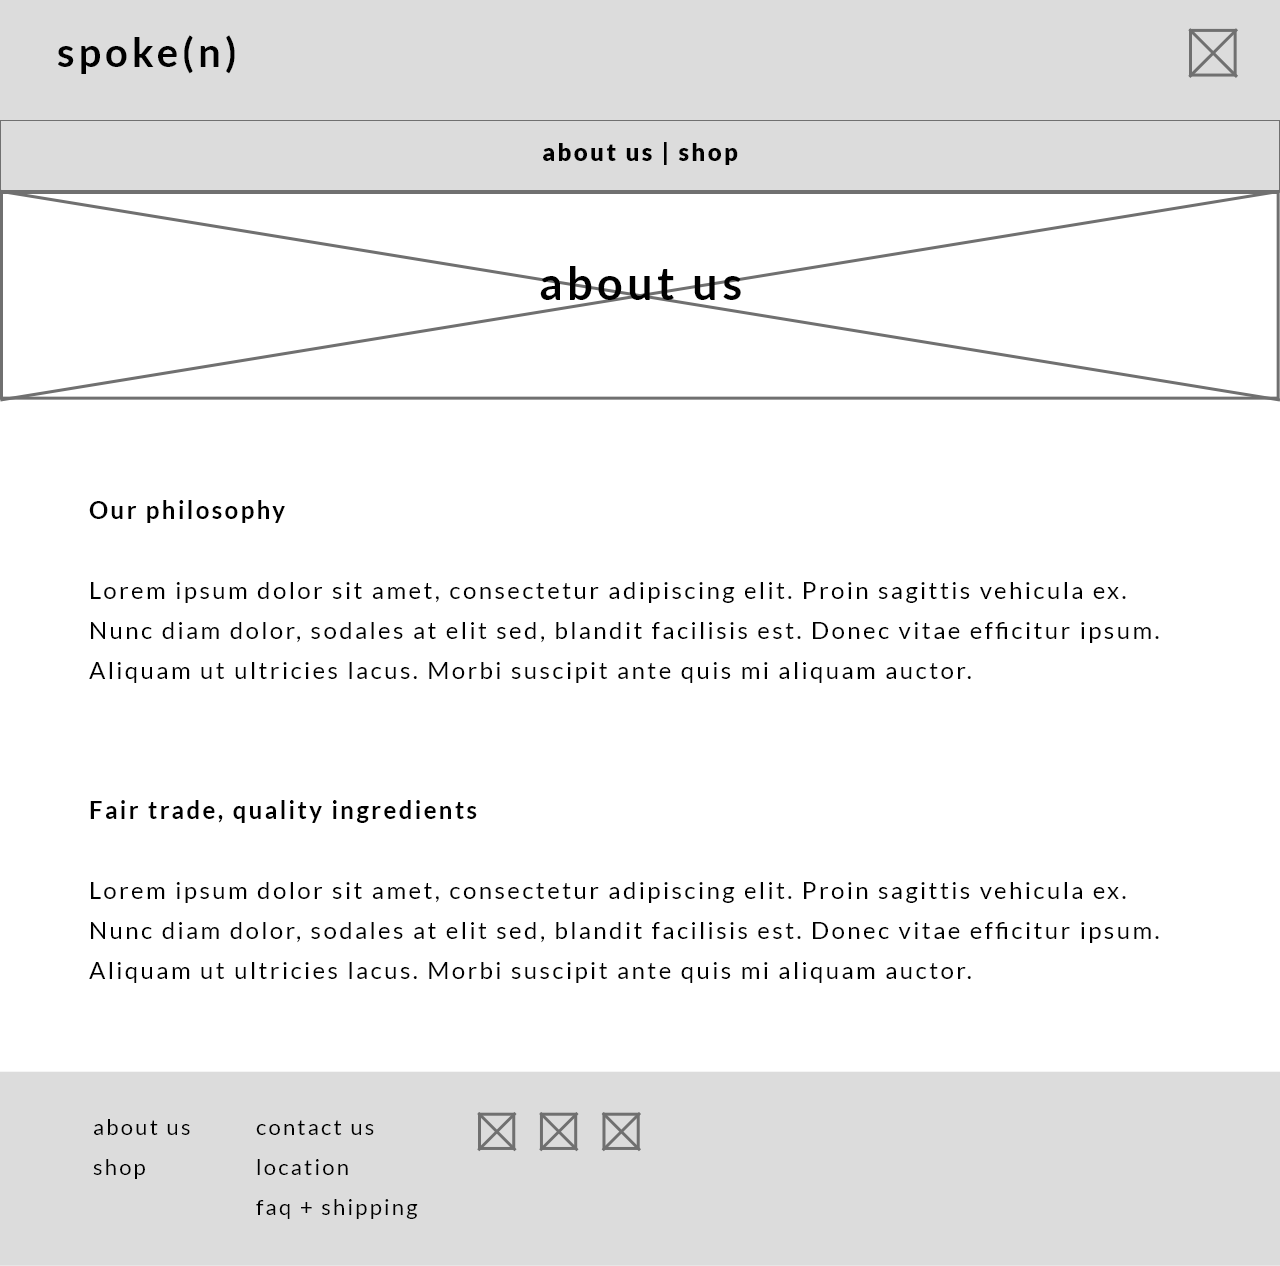 spoke(n)
about us | shop
about us
Our philosophy
Lorem ipsum dolor sit amet, consectetur adipiscing elit. Proin sagittis vehicula ex.
Nunc diam dolor, sodales at elit sed, blandit facilisis est. Donec vitae efficitur ipsum.
Aliquam ut ultricies lacus. Morbi suscipit ante quis mi aliquam auctor.
Fair trade, quality ingredients
Lorem ipsum dolor sit amet, consectetur adipiscing elit. Proin sagittis vehicula ex.
Nunc diam dolor, sodales at elit sed, blandit facilisis est. Donec vitae efficitur ipsum.
Aliquam ut ultricies lacus. Morbi suscipit ante quis mi aliquam auctor.
about us
shop
contact us
location
faq + shipping